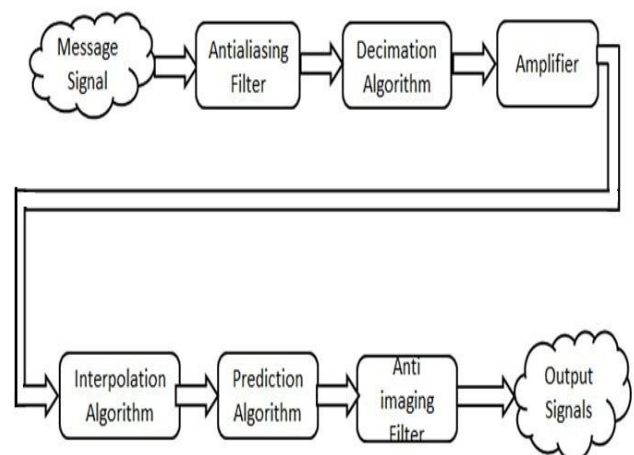 Message
Signal
Antialiasing
Filter
Decimation
Algorithm
Amplifier
Interpolation
Algorithm
Prediction
Algorithm
Anti
imaging
Filter
Output
Signals